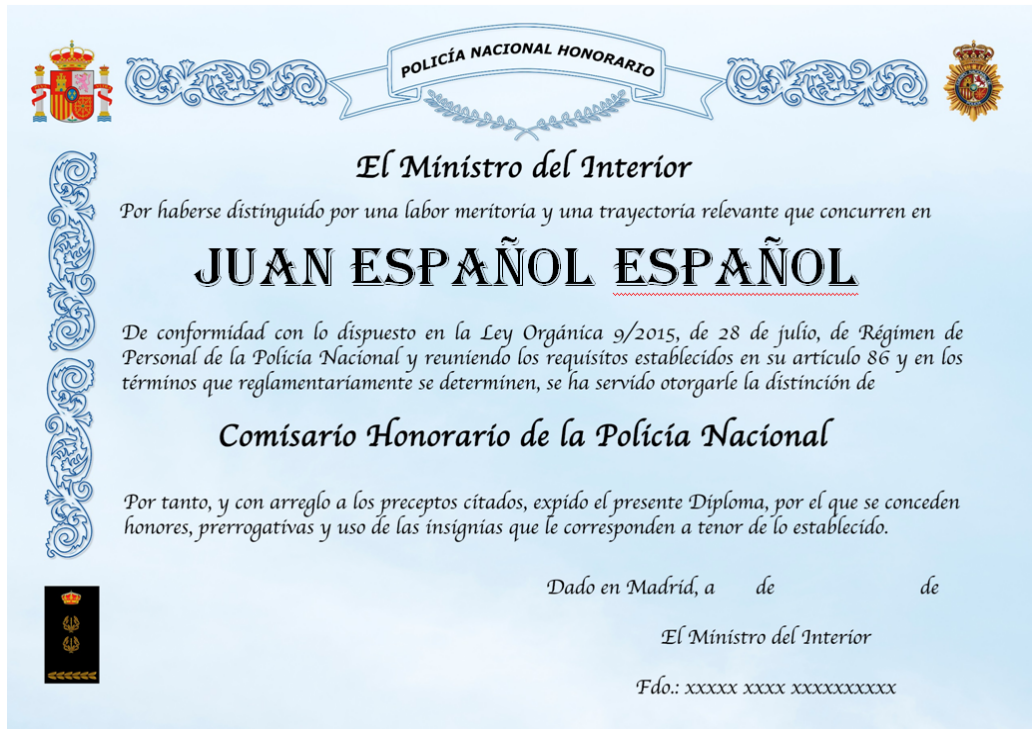 POLICÍA NACIONAL HONORARIO
El Ministro del Interior
Por haberse distinguido por una labor meritoria y una trayectoria relevante que concurren en
JUAN ESPAÑOL ESPAÑOL
De conformidad con lo dispuesto en la Ley Orgánica 9/2015, de 28 de julio, de Régimen de
Personal de la Policía Nacional y reuniendo los requisitos establecidos en su artículo 86 y en los
términos que reglamentariamente se determinen, se ha servido otorgarle la distinción de
Comisario Honorario de la Policía Nacional
Por tanto, y con arreglo a los preceptos citados, expido el presente Diploma, por el que se conceden
honores, prerrogativas y uso de las insignias que le corresponden a tenor de lo establecido.
Dado en Madrid, a de de
El Ministro del Interior
Fdo.: xxxxx xxxx xxxxxxxxxx